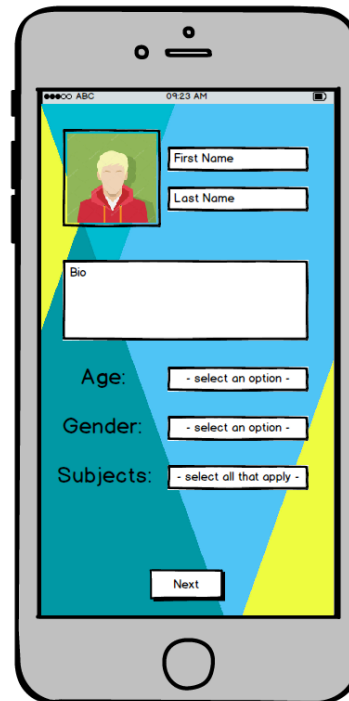 ABC 09:23 AM
First Name
Last Name
Bio
Age: - select an option -
Gender: - select an option -
Subjects: - select all that apply -
Next